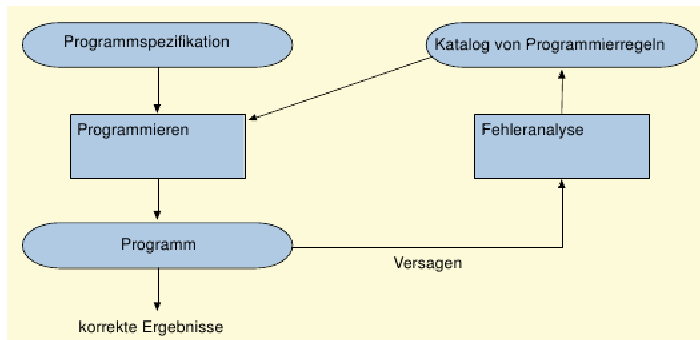 Programmspezifikation
Katalog von Programmierregeln
Programmieren
Fehleranalyse
Programm
Versagen
korrekte Ergebnisse